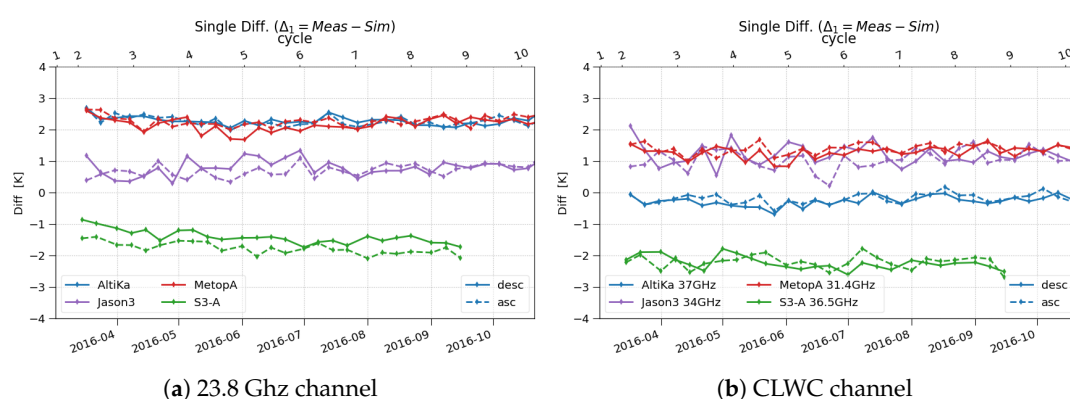 Single Diff. (Δ₁ = Meas − Sim)
cycle
1 2 3 4 5 6 7 8 9 10
4
3
2
1
0
−1
−2
−3
−4
Diff [K]
AltiKa MetopA desc
Jason3 S3-A asc
2016-04 2016-05 2016-06 2016-07 2016-08 2016-09 2016-10
(a) 23.8 Ghz channel
Single Diff. (Δ₁ = Meas − Sim)
cycle
1 2 3 4 5 6 7 8 9 10
4
3
2
1
0
−1
−2
−3
−4
Diff [K]
AltiKa 37GHz MetopA 31.4GHz desc
Jason3 34GHz S3-A 36.5GHz asc
2016-04 2016-05 2016-06 2016-07 2016-08 2016-09 2016-10
(b) CLWC channel